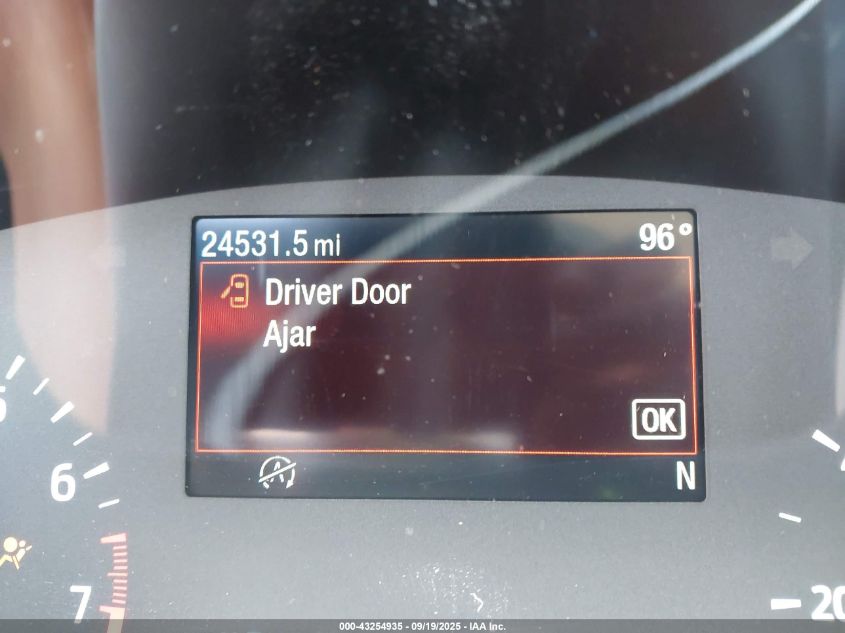 24531.5 mi 96°
Driver Door
Ajar
OK
N
6
7
20
000-43254935 - 09/19/2025 - IAA Inc.